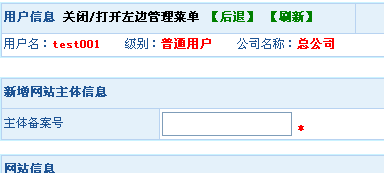 用户信息 关闭/打开左边管理菜单 【后退】 【刷新】
用户名：test001 级别：普通用户 公司名称：总公司
新增网站主体信息
主体备案号 *
网站信息